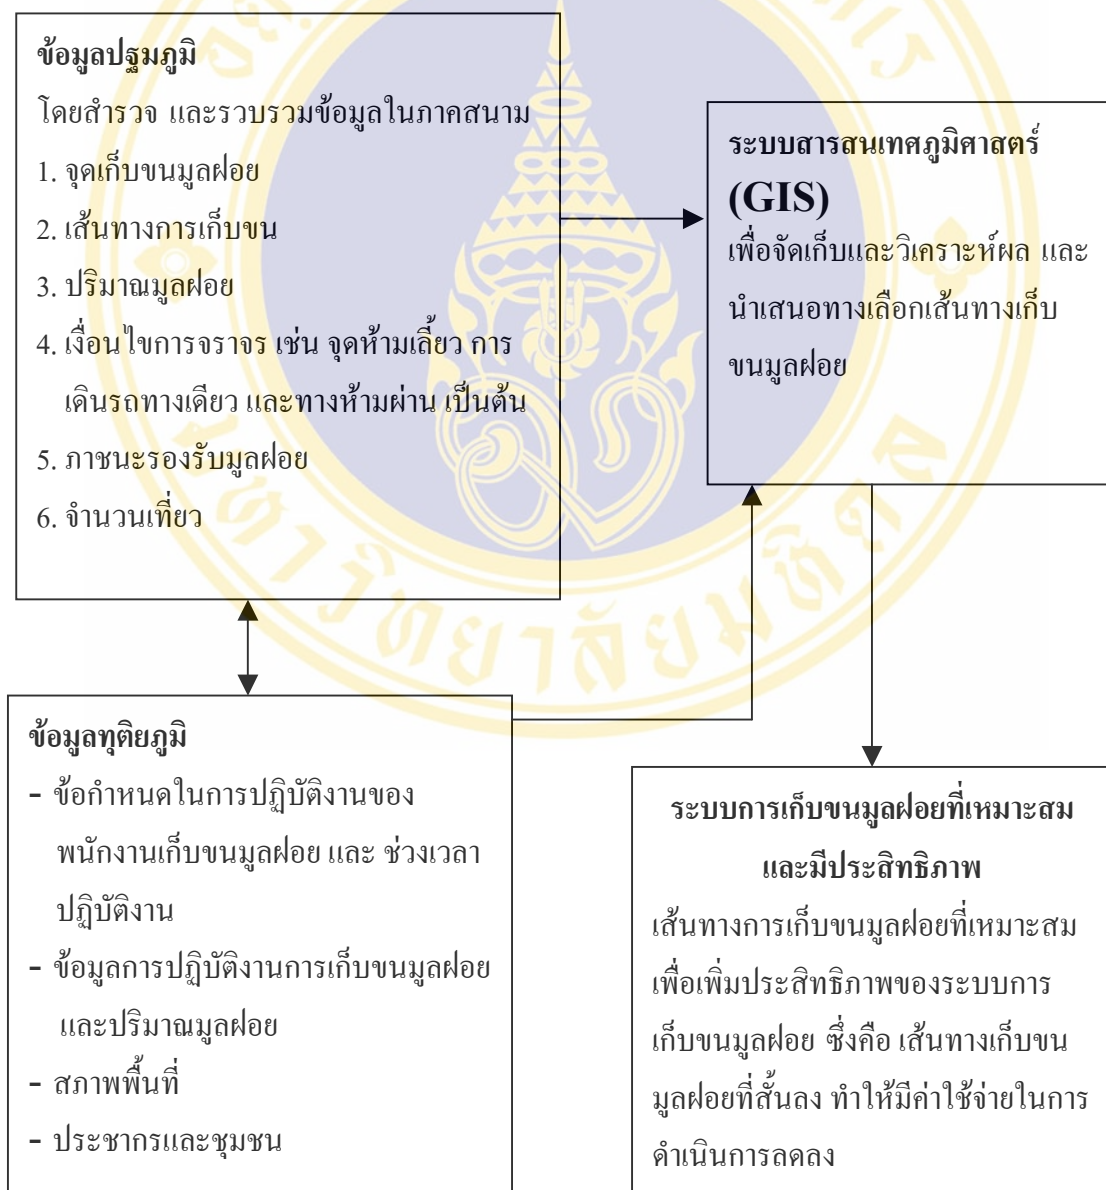 ข้อมูลปฐมภูมิ
โดยสำรวจ และรวบรวมข้อมูลในภาคสนาม
1. จุดเก็บขนมูลฝอย
2. เส้นทางการเก็บขน
3. ปริมาณมูลฝอย
4. เงื่อนไขการจราจร เช่น จุดห้ามเลี้ยว การ
เดินรถทางเดียว และทางห้ามผ่าน เป็นต้น
5. ภาชนะรองรับมูลฝอย
6. จำนวนเที่ยว
ระบบสารสนเทศภูมิศาสตร์
(GIS)
เพื่อจัดเก็บและวิเคราะห์ผล และ
นำเสนอทางเลือกเส้นทางเก็บ
ขนมูลฝอย
ข้อมูลทุติยภูมิ
- ข้อกำหนดในการปฏิบัติงานของ
พนักงานเก็บขนมูลฝอย และ ช่วงเวลา
ปฏิบัติงาน
- ข้อมูลการปฏิบัติงานการเก็บขนมูลฝอย
และปริมาณมูลฝอย
- สภาพพื้นที่
- ประชากรและชุมชน
ระบบการเก็บขนมูลฝอยที่เหมาะสม
และมีประสิทธิภาพ
เส้นทางการเก็บขนมูลฝอยที่เหมาะสม
เพื่อเพิ่มประสิทธิภาพของระบบการ
เก็บขนมูลฝอย ซึ่งคือ เส้นทางเก็บขน
มูลฝอยที่สั้นลง ทำให้มีค่าใช้จ่ายในการ
ดำเนินการลดลง
มหาวิทยาลัยมหิดล